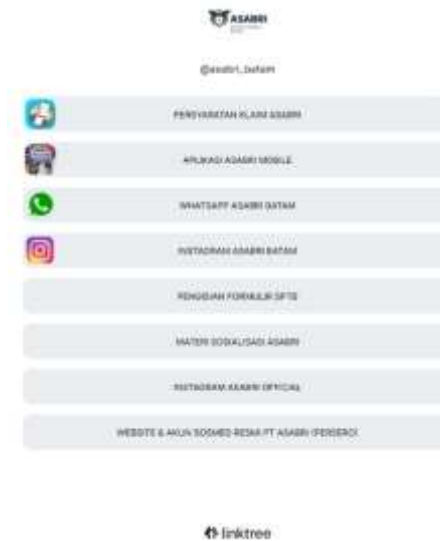 ASABRI
@asabri_batam
PERSYARATAN KLAIM ASABRI
APLIKASI ASABRI MOBILE
WHATSAPP ASABRI BATAM
INSTAGRAM ASABRI BATAM
PENGISIAN FORMULIR SPTB
MATERI SOSIALISASI ASABRI
INSTAGRAM ASABRI OFFICIAL
WEBSITE & AKUN SOSMED RESMI PT ASABRI (PERSERO)
linktree